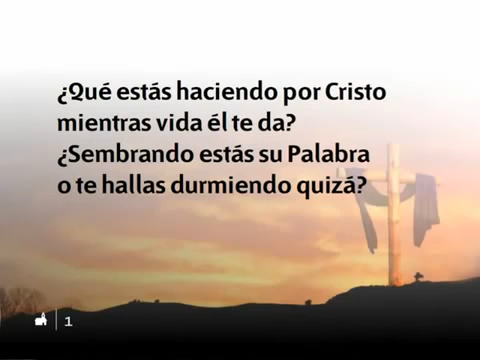 ¿Qué estás haciendo por Cristo
mientras vida él te da?
¿Sembrando estás su Palabra
o te hallas durmiendo quizá?
1